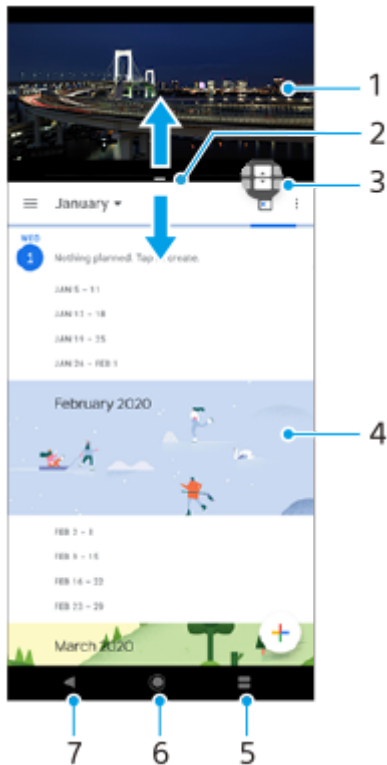 1
2
3
January
WED
1
Nothing planned. Tap to create.
JAN 5 – 11
JAN 12 – 18
JAN 19 – 25
JAN 26 – FEB 1
February 2020
4
FEB 2 – 8
FEB 9 – 15
FEB 16 – 22
FEB 23 – 29
March 2020
7
6
5